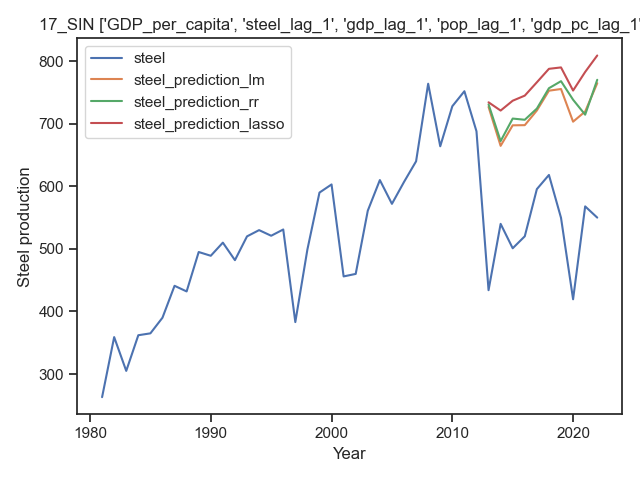 17_SIN ['GDP_per_capita', 'steel_lag_1', 'gdp_lag_1', 'pop_lag_1', 'gdp_pc_lag_1'
steel
steel_prediction_lm
steel_prediction_rr
steel_prediction_lasso
800
700
600
500
400
300
Steel production
1980
1990
2000
2010
2020
Year